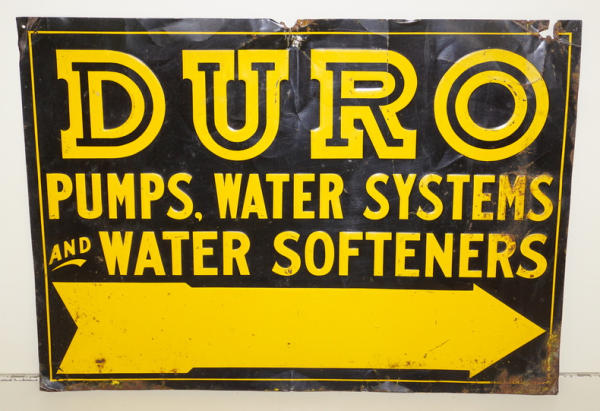 DURO
PUMPS, WATER SYSTEMS
AND WATER SOFTENERS